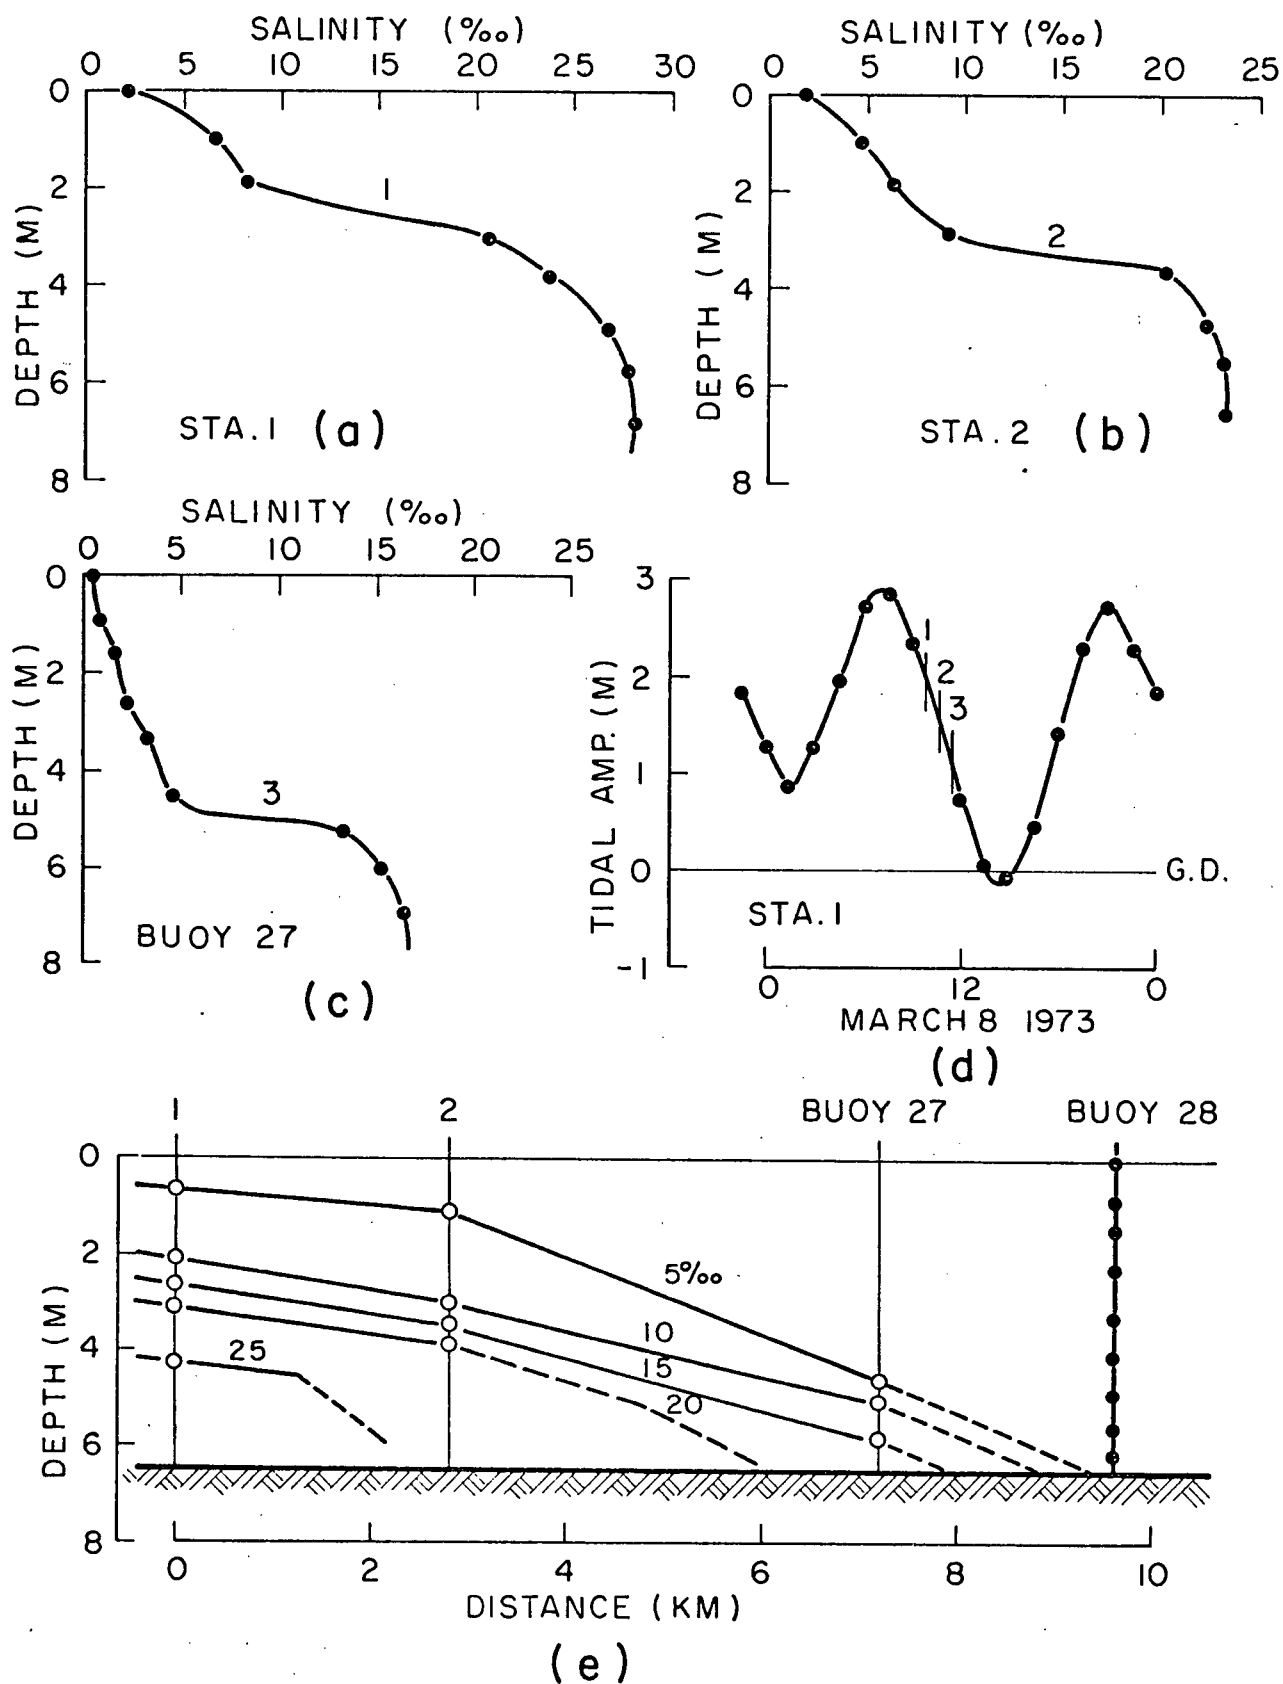 SALINITY (‰)
0 5 10 15 20 25 30
0
2
4
6
8
DEPTH (M)
1
STA. 1 (a)
SALINITY (‰)
0 5 10 15 20 25
0
2
4
6
8
DEPTH (M)
2
STA. 2 (b)
SALINITY (‰)
0 5 10 15 20 25
0
2
4
6
8
DEPTH (M)
3
BUOY 27
(c)
3
2
1
0
-1
TIDAL AMP. (M)
1
2
3
G.D.
STA. 1
0 12 0
MARCH 8 1973
(d)
1 2 BUOY 27 BUOY 28
0
2
4
6
8
DEPTH (M)
5‰
10
15
20
25
0 2 4 6 8 10
DISTANCE (KM)
(e)